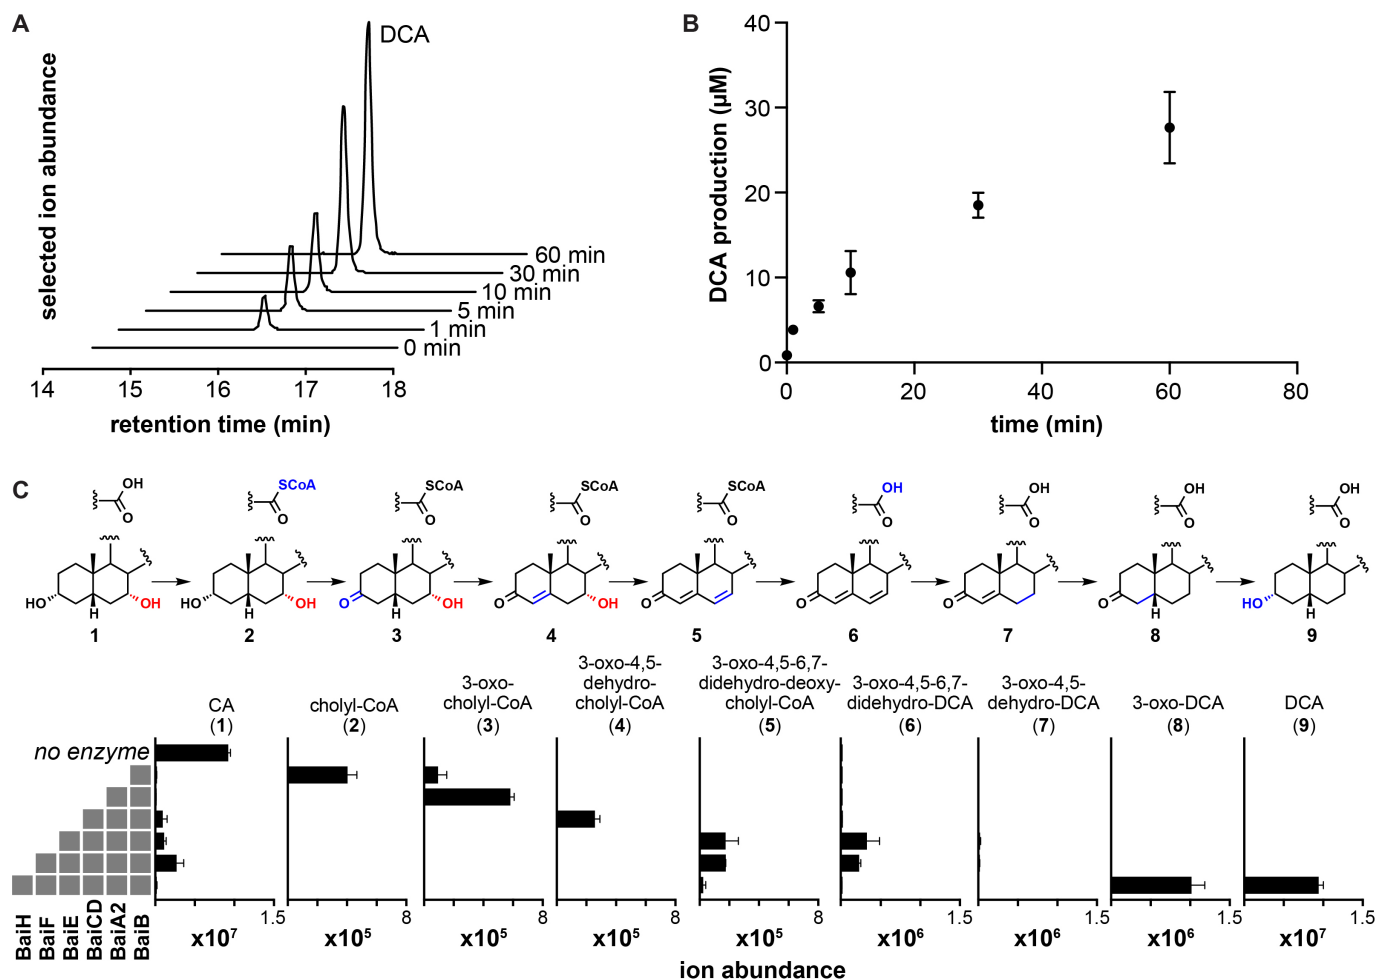 A
selected ion abundance
DCA
60 min
30 min
10 min
5 min
1 min
0 min
14 15 16 17 18
retention time (min)
B
DCA production (µM)
40
30
20
10
0
0 20 40 60 80
time (min)
C
OH
O
SCoA
O
SCoA
O
SCoA
O
SCoA
O
OH
O
OH
O
OH
O
OH
O
HO H OH
HO H OH
O H OH
O OH
O
O
O
O H
HO H
1 2 3 4 5 6 7 8 9
CA
(1)
cholyl-CoA
(2)
3-oxo-
cholyl-CoA
(3)
3-oxo-4,5-
dehydro-
cholyl-CoA
(4)
3-oxo-4,5-6,7-
didehydro-deoxy-
cholyl-CoA
(5)
3-oxo-4,5-6,7-
didehydro-DCA
(6)
3-oxo-4,5-
dehydro-DCA
(7)
3-oxo-DCA
(8)
DCA
(9)
no enzyme
BaiH
BaiF
BaiE
BaiCD
BaiA2
BaiB
1.5 8 8 8 8 1.5 1.5 1.5 1.5
x10⁷ x10⁵ x10⁵ x10⁵ x10⁵ x10⁶ x10⁶ x10⁶ x10⁷
ion abundance